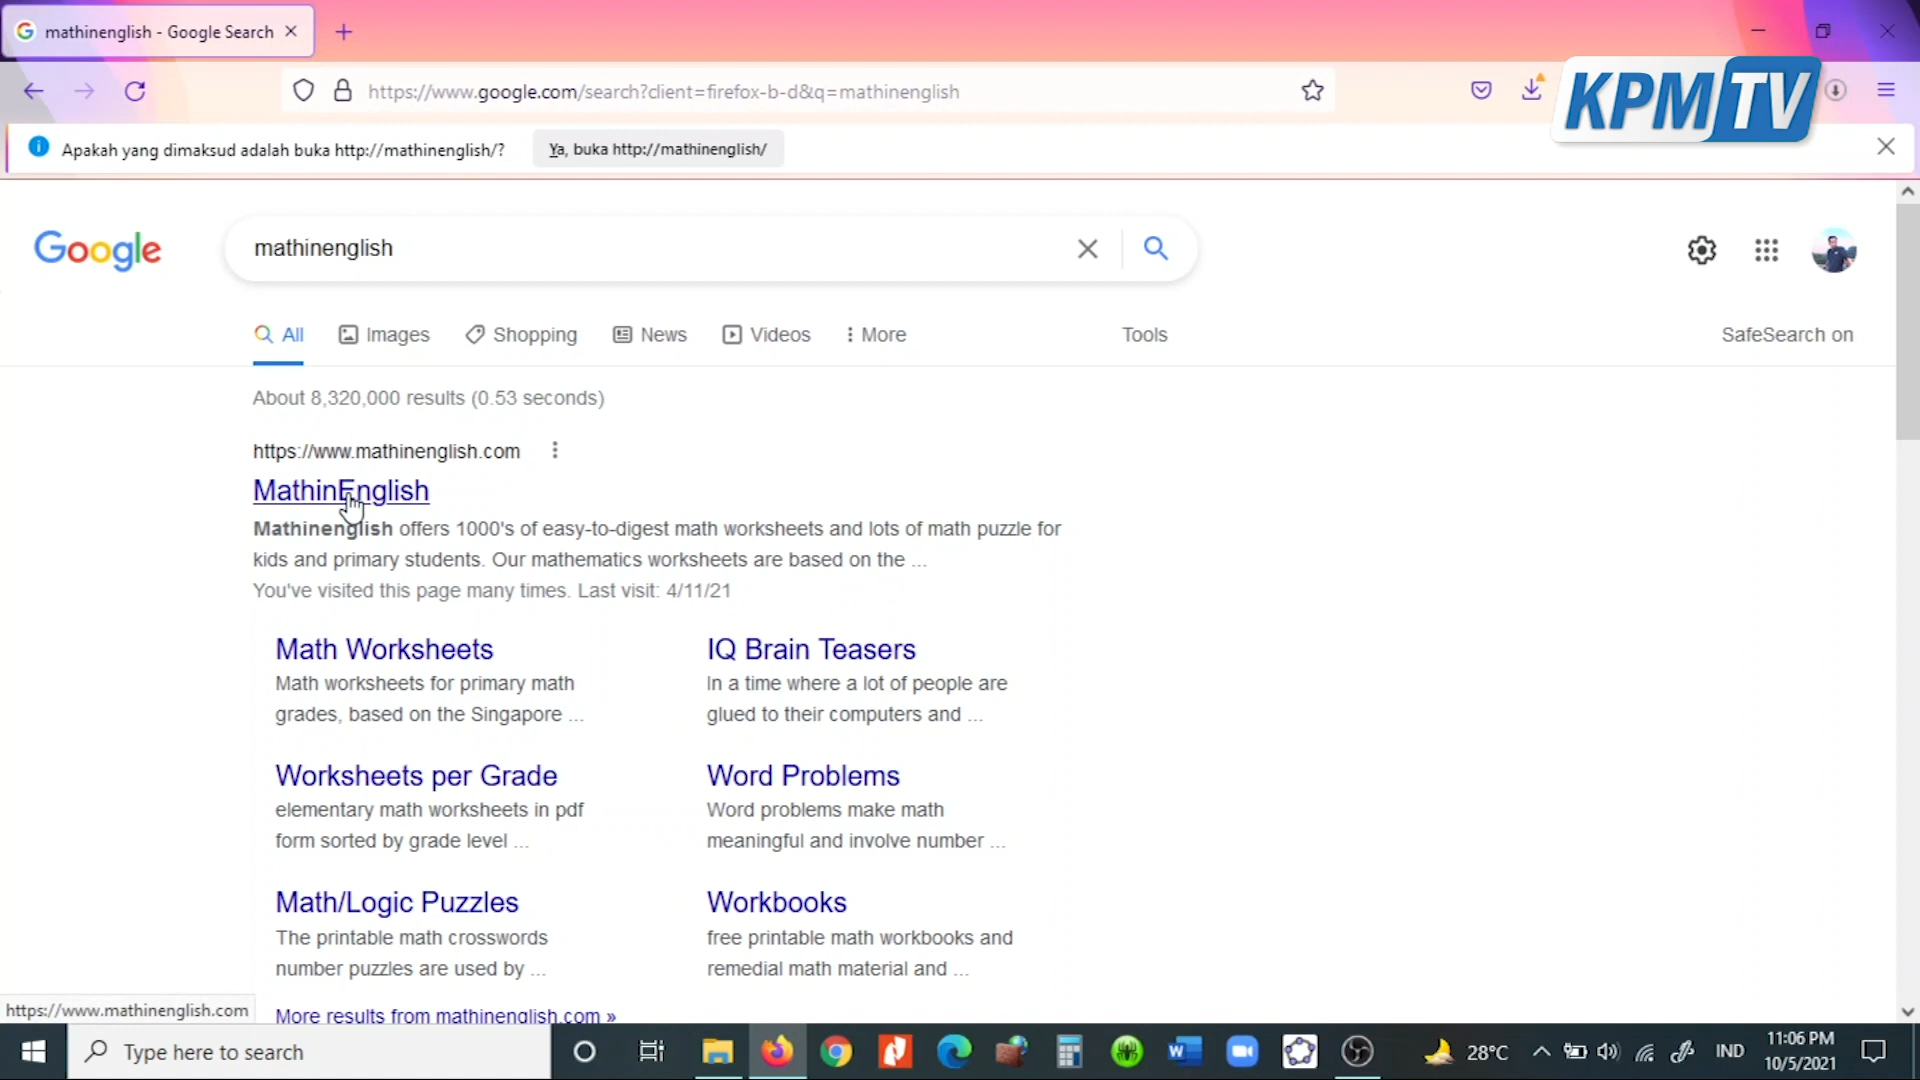 mathinenglish - Google Search
https://www.google.com/search?client=firefox-b-d&q=mathinenglish
KPMTV
Apakah yang dimaksud adalah buka http://mathinenglish/?
Ya, buka http://mathinenglish/
Google
mathinenglish
All
Images
Shopping
News
Videos
More
Tools
SafeSearch on
About 8,320,000 results (0.53 seconds)
https://www.mathinenglish.com
MathinEnglish
Mathinenglish offers 1000's of easy-to-digest math worksheets and lots of math puzzle for
kids and primary students. Our mathematics worksheets are based on the ...
You've visited this page many times. Last visit: 4/11/21
Math Worksheets
Math worksheets for primary math
grades, based on the Singapore ...
IQ Brain Teasers
In a time where a lot of people are
glued to their computers and ...
Worksheets per Grade
elementary math worksheets in pdf
form sorted by grade level ...
Word Problems
Word problems make math
meaningful and involve number ...
Math/Logic Puzzles
The printable math crosswords
number puzzles are used by ...
Workbooks
free printable math workbooks and
remedial math material and ...
More results from mathinenglish.com »
https://www.mathinenglish.com
Type here to search
28°C
IND
11:06 PM
10/5/2021